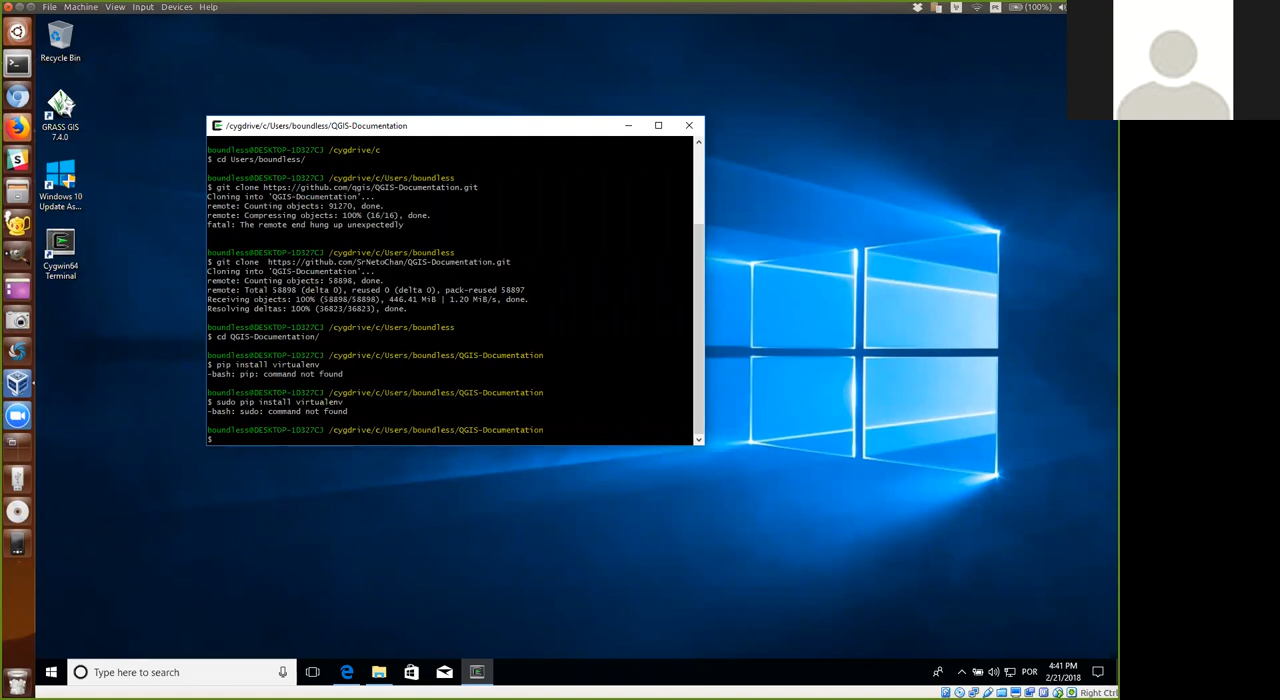 File Machine View Input Devices Help
Pt
(100%)
Recycle Bin
GRASS GIS
7.4.0
Windows 10
Update As...
Cygwin64
Terminal
/cygdrive/c/Users/boundless/QGIS-Documentation
boundless@DESKTOP-1D327CJ /cygdrive/c
$ cd Users/boundless/
boundless@DESKTOP-1D327CJ /cygdrive/c/Users/boundless
$ git clone https://github.com/qgis/QGIS-Documentation.git
Cloning into 'QGIS-Documentation'...
remote: Counting objects: 91270, done.
remote: Compressing objects: 100% (16/16), done.
fatal: The remote end hung up unexpectedly
boundless@DESKTOP-1D327CJ /cygdrive/c/Users/boundless
$ git clone  https://github.com/SrNetoChan/QGIS-Documentation.git
Cloning into 'QGIS-Documentation'...
remote: Counting objects: 58898, done.
remote: Total 58898 (delta 0), reused 0 (delta 0), pack-reused 58897
Receiving objects: 100% (58898/58898), 446.41 MiB | 1.20 MiB/s, done.
Resolving deltas: 100% (36823/36823), done.
boundless@DESKTOP-1D327CJ /cygdrive/c/Users/boundless
$ cd QGIS-Documentation/
boundless@DESKTOP-1D327CJ /cygdrive/c/Users/boundless/QGIS-Documentation
$ pip install virtualenv
-bash: pip: command not found
boundless@DESKTOP-1D327CJ /cygdrive/c/Users/boundless/QGIS-Documentation
$ sudo pip install virtualenv
-bash: sudo: command not found
boundless@DESKTOP-1D327CJ /cygdrive/c/Users/boundless/QGIS-Documentation
$
Type here to search
POR
4:41 PM
2/21/2018
Right Ctrl